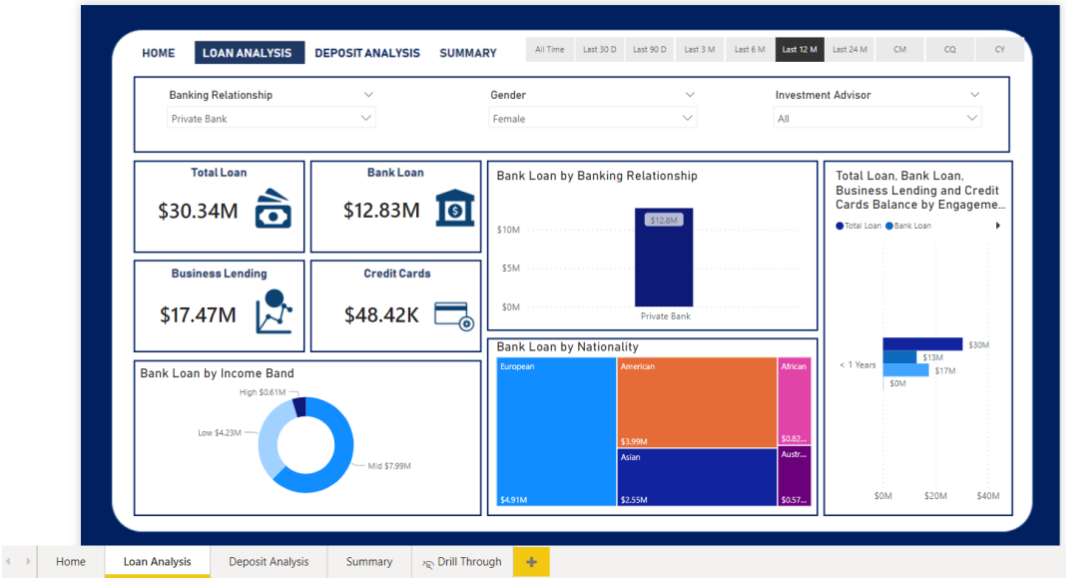 HOME LOAN ANALYSIS DEPOSIT ANALYSIS SUMMARY
All Time Last 30 D Last 90 D Last 3 M Last 6 M Last 12 M Last 24 M CM CQ CY
Banking Relationship
Private Bank
Gender
Female
Investment Advisor
All
Total Loan
$30.34M
Bank Loan
$12.83M
Business Lending
$17.47M
Credit Cards
$48.42K
Bank Loan by Income Band
High $0.61M
Low $4.23M
Mid $7.99M
Bank Loan by Banking Relationship
$12.8M
$10M
$5M
$0M
Private Bank
Bank Loan by Nationality
European
$4.91M
American
$3.99M
Asian
$2.55M
African
$0.82...
Austr...
$0.57...
Total Loan, Bank Loan,
Business Lending and Credit
Cards Balance by Engageme...
Total Loan Bank Loan
< 1 Years
$30M
$13M
$17M
$0M
$0M $20M $40M
Home Loan Analysis Deposit Analysis Summary Drill Through +